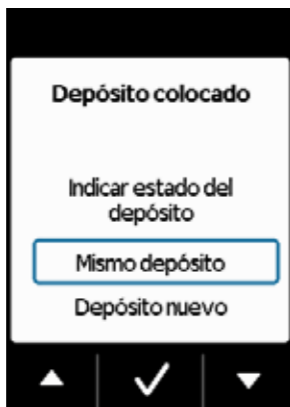 Depósito colocado
Indicar estado del
depósito
Mismo depósito
Depósito nuevo